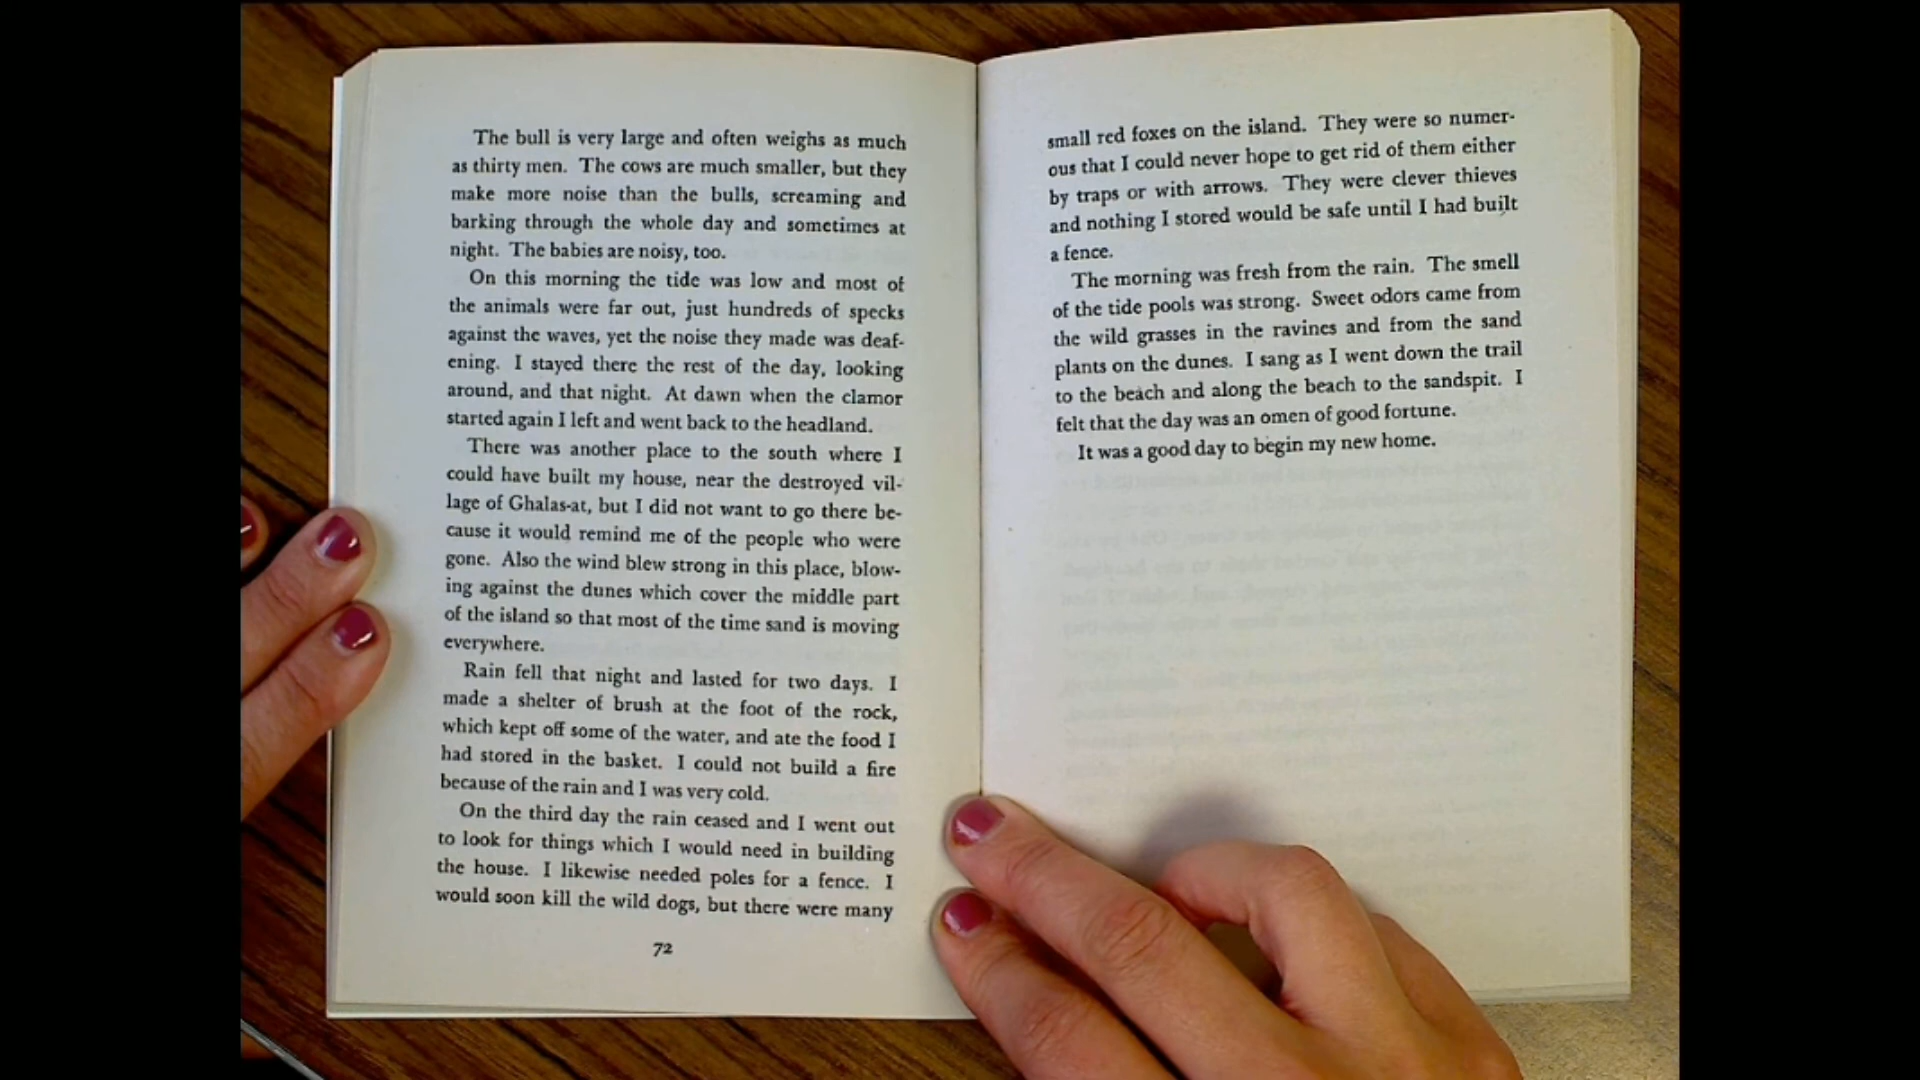 The bull is very large and often weighs as much
as thirty men. The cows are much smaller, but they
make more noise than the bulls, screaming and
barking through the whole day and sometimes at
night. The babies are noisy, too.
On this morning the tide was low and most of
the animals were far out, just hundreds of specks
against the waves, yet the noise they made was deaf-
ening. I stayed there the rest of the day, looking
around, and that night. At dawn when the clamor
started again I left and went back to the headland.
There was another place to the south where I
could have built my house, near the destroyed vil-
lage of Ghalas-at, but I did not want to go there be-
cause it would remind me of the people who were
gone. Also the wind blew strong in this place, blow-
ing against the dunes which cover the middle part
of the island so that most of the time sand is moving
everywhere.
Rain fell that night and lasted for two days. I
made a shelter of brush at the foot of the rock,
which kept off some of the water, and ate the food I
had stored in the basket. I could not build a fire
because of the rain and I was very cold.
On the third day the rain ceased and I went out
to look for things which I would need in building
the house. I likewise needed poles for a fence. I
would soon kill the wild dogs, but there were many
72
small red foxes on the island. They were so numer-
ous that I could never hope to get rid of them either
by traps or with arrows. They were clever thieves
and nothing I stored would be safe until I had built
a fence.
The morning was fresh from the rain. The smell
of the tide pools was strong. Sweet odors came from
the wild grasses in the ravines and from the sand
plants on the dunes. I sang as I went down the trail
to the beach and along the beach to the sandspit. I
felt that the day was an omen of good fortune.
It was a good day to begin my new home.